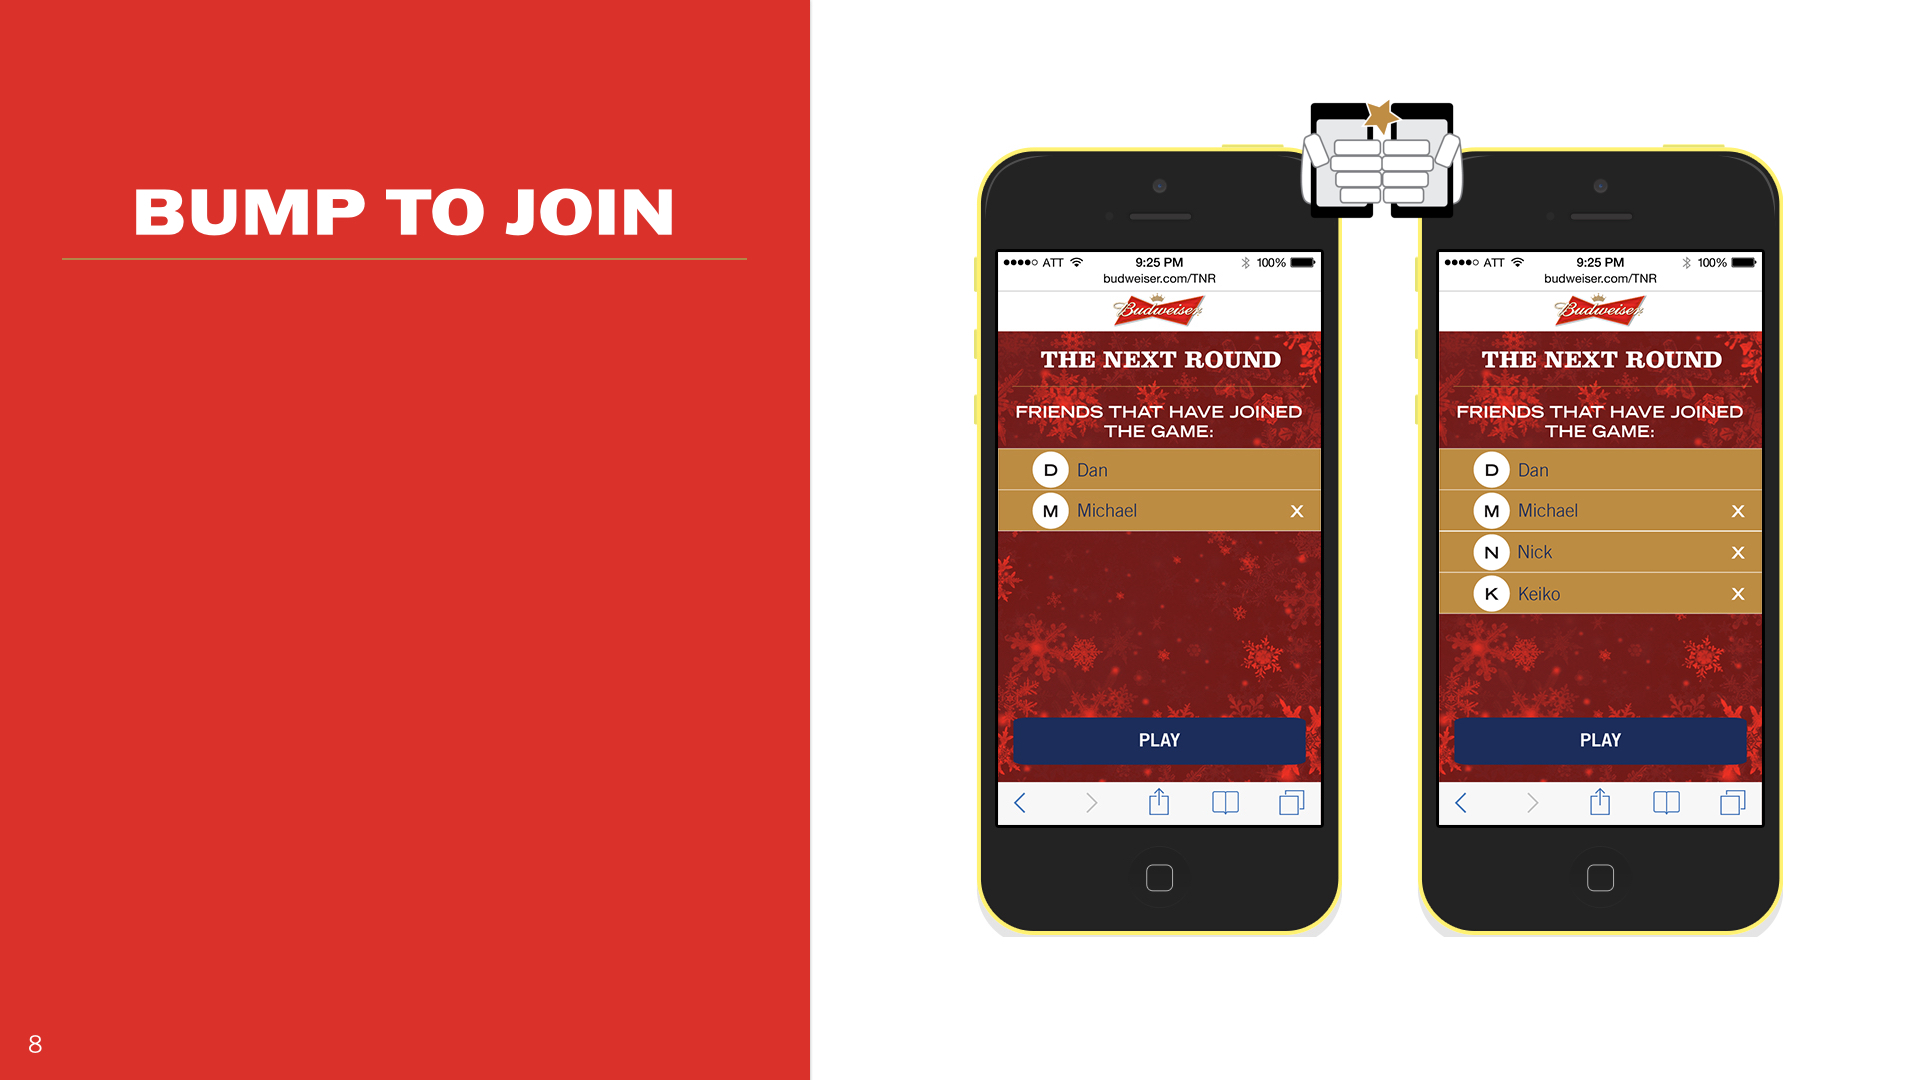 BUMP TO JOIN
8
ATT 9:25 PM 100%
budweiser.com/TNR
Budweiser
THE NEXT ROUND
FRIENDS THAT HAVE JOINED
THE GAME:
D Dan
M Michael X
PLAY
ATT 9:25 PM 100%
budweiser.com/TNR
Budweiser
THE NEXT ROUND
FRIENDS THAT HAVE JOINED
THE GAME:
D Dan
M Michael X
N Nick X
K Keiko X
PLAY